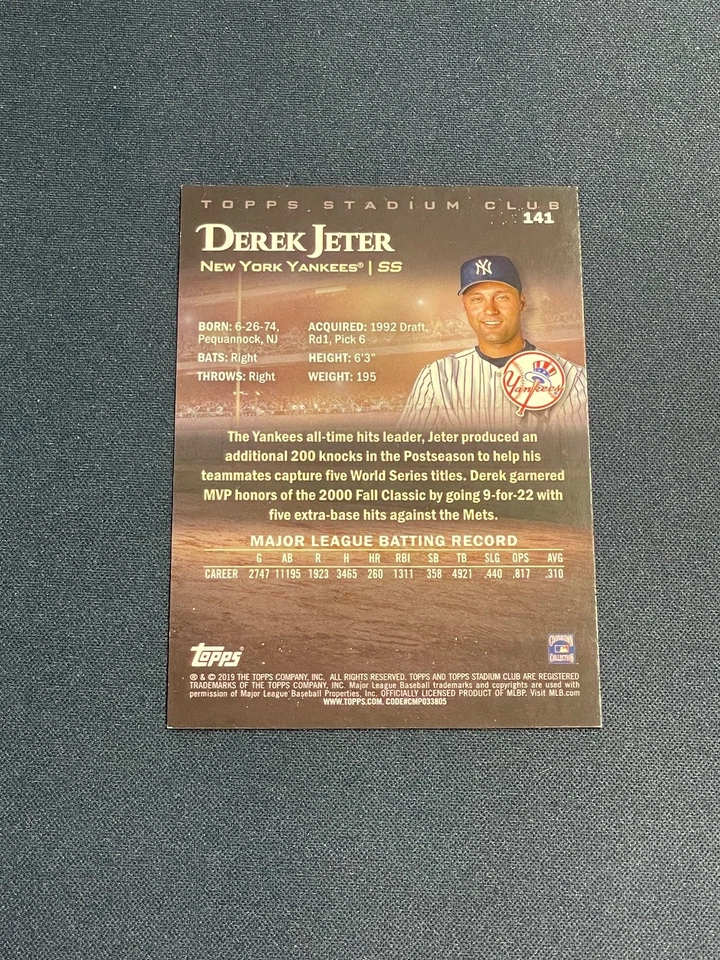 TOPPS STADIUM CLUB
141
DEREK JETER
NEW YORK YANKEES® | SS
NY
BORN: 6-26-74,
Pequannock, NJ
BATS: Right
THROWS: Right
ACQUIRED: 1992 Draft,
Rd1, Pick 6
HEIGHT: 6'3"
WEIGHT: 195
Yankees
The Yankees all-time hits leader, Jeter produced an
additional 200 knocks in the Postseason to help his
teammates capture five World Series titles. Derek garnered
MVP honors of the 2000 Fall Classic by going 9-for-22 with
five extra-base hits against the Mets.
MAJOR LEAGUE BATTING RECORD
G AB R H HR RBI SB TB SLG OPS AVG
CAREER 2747 11195 1923 3465 260 1311 358 4921 .440 .817 .310
TOPPS
COOPERSTOWN
COLLECTION
® & © 2019 THE TOPPS COMPANY, INC. ALL RIGHTS RESERVED. TOPPS AND TOPPS STADIUM CLUB ARE REGISTERED
TRADEMARKS OF THE TOPPS COMPANY, INC. Major League Baseball trademarks and copyrights are used with
permission of Major League Baseball Properties, Inc. OFFICIALLY LICENSED PRODUCT OF MLBP. Visit MLB.com
WWW.TOPPS.COM. CODE#CMP033805